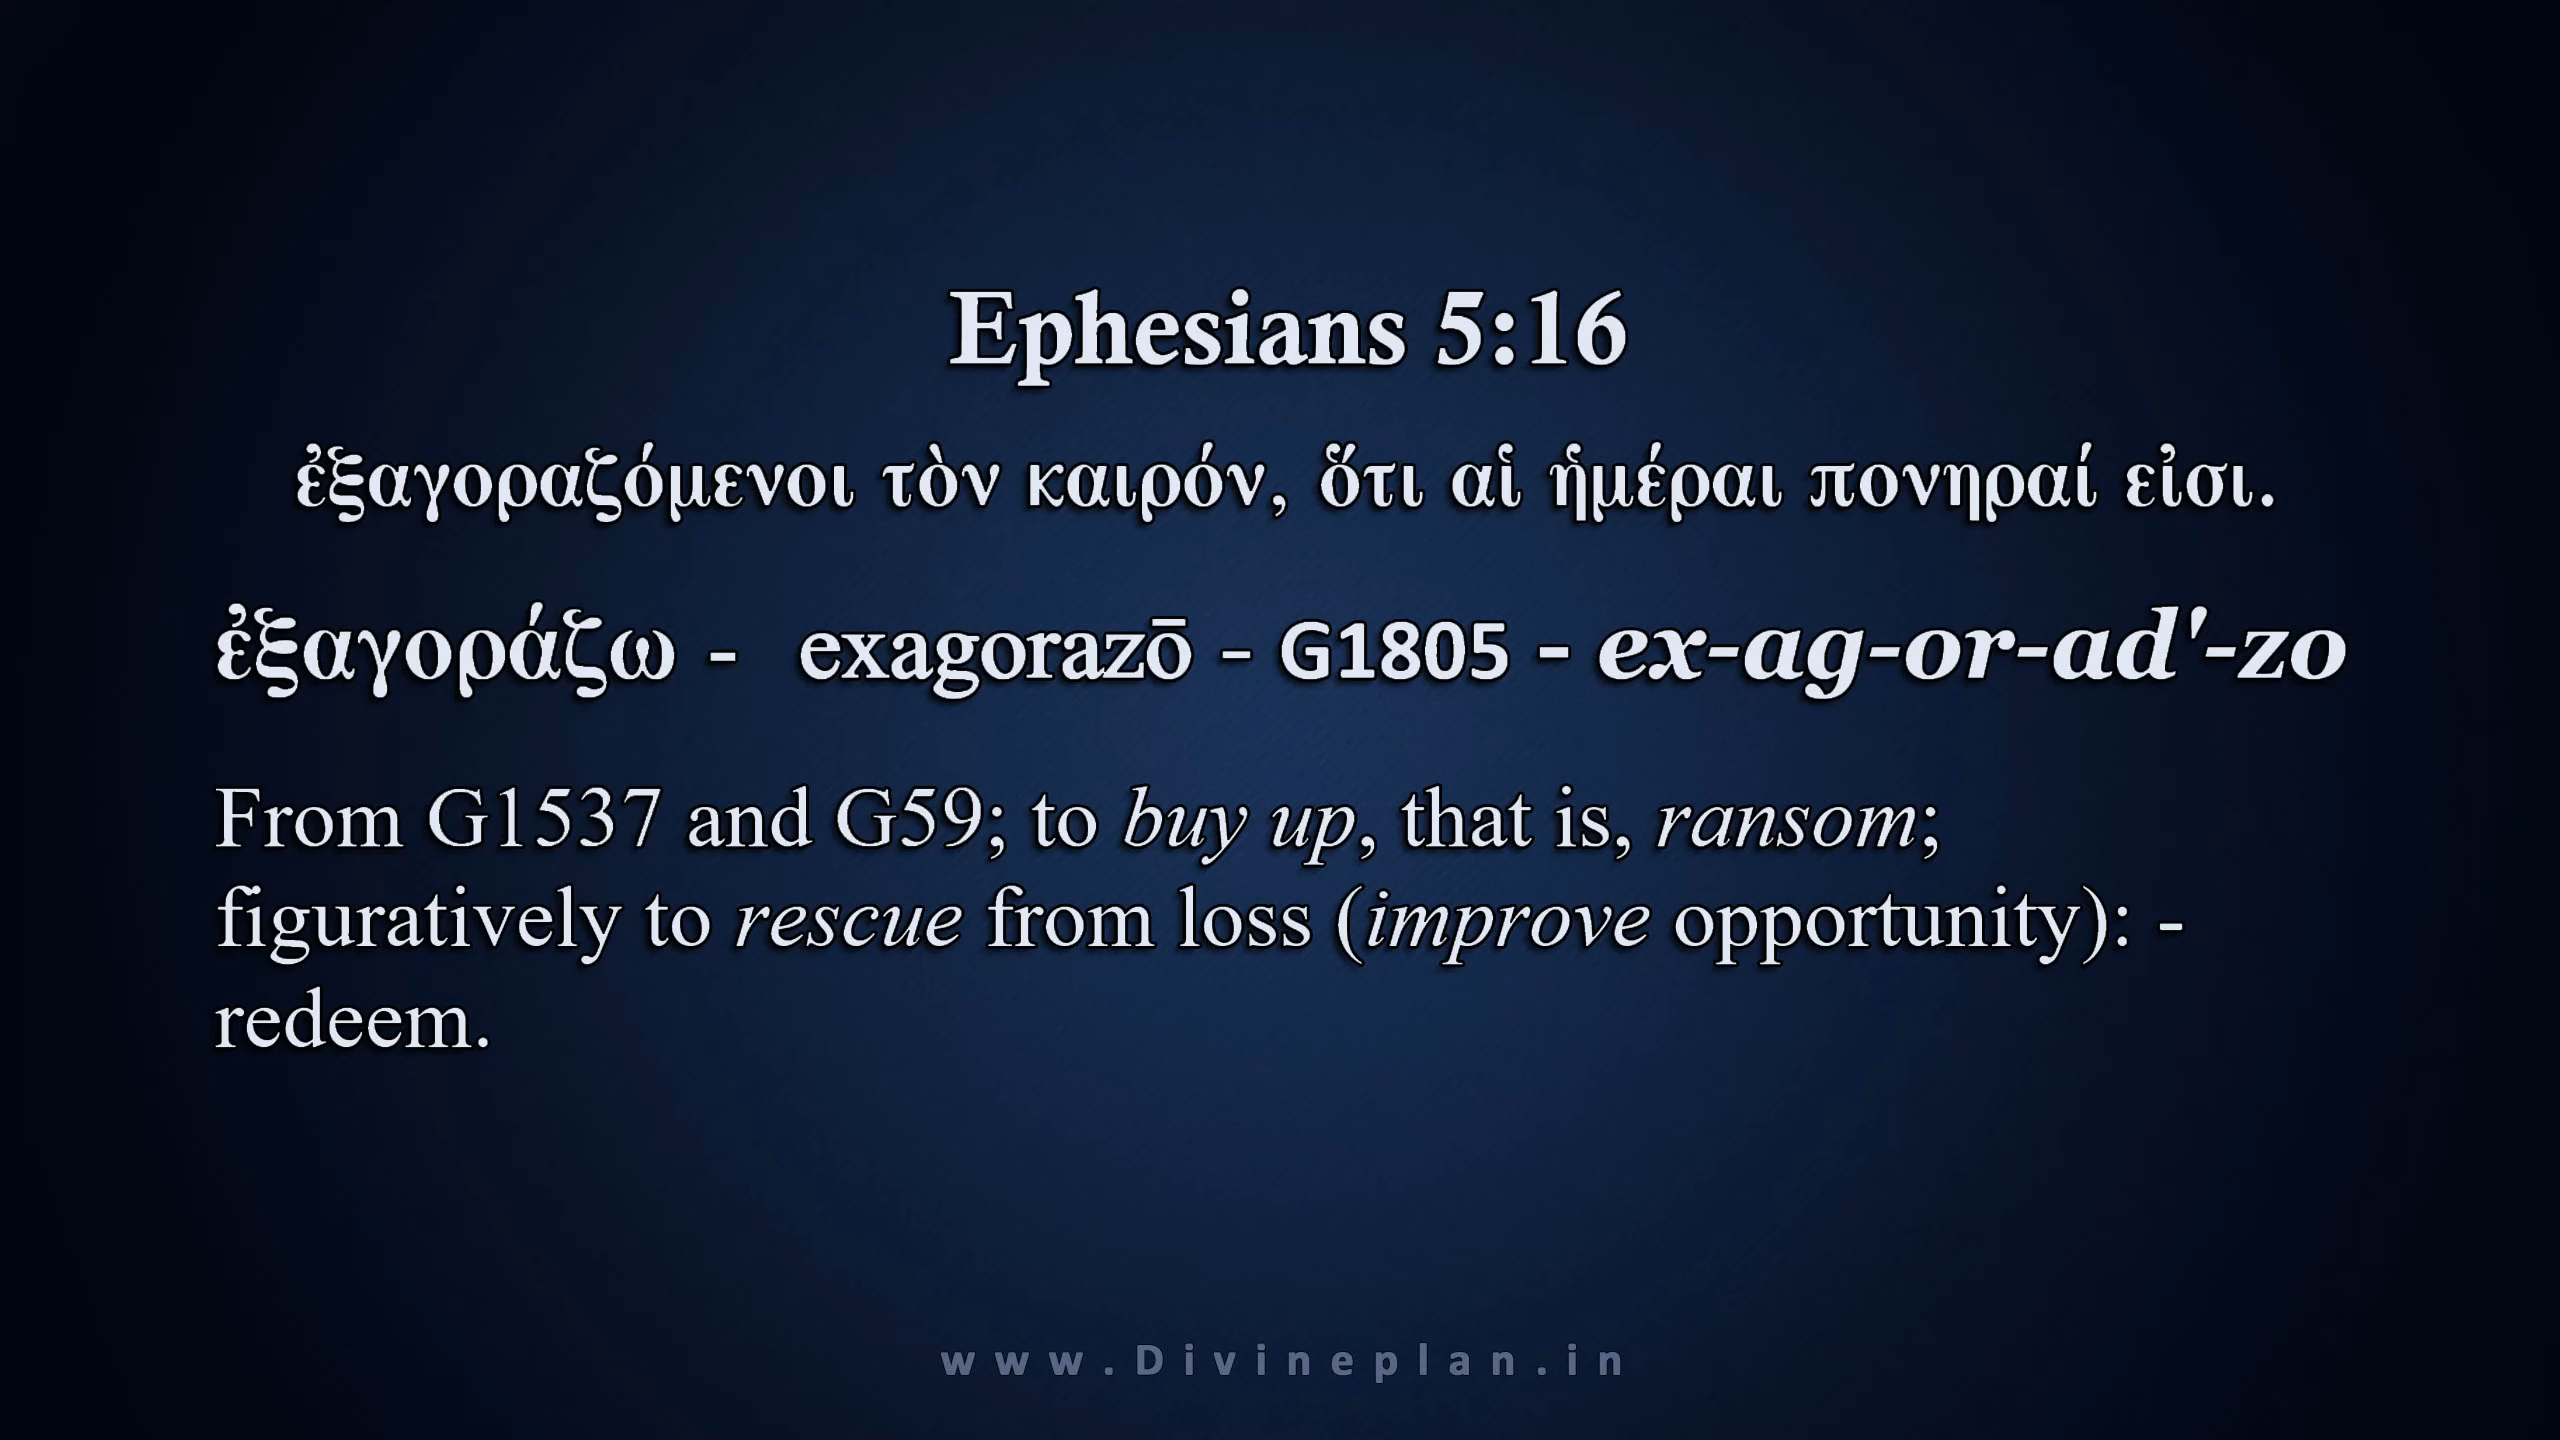 Ephesians 5:16
ἐξαγοραζόμενοι τὸν καιρόν, ὅτι αἱ ἡμέραι πονηραί εἰσι.
ἐξαγοράζω - exagorazō - G1805 - ex-ag-or-ad'-zo
From G1537 and G59; to buy up, that is, ransom;
figuratively to rescue from loss (improve opportunity): -
redeem.
www.Divineplan.in